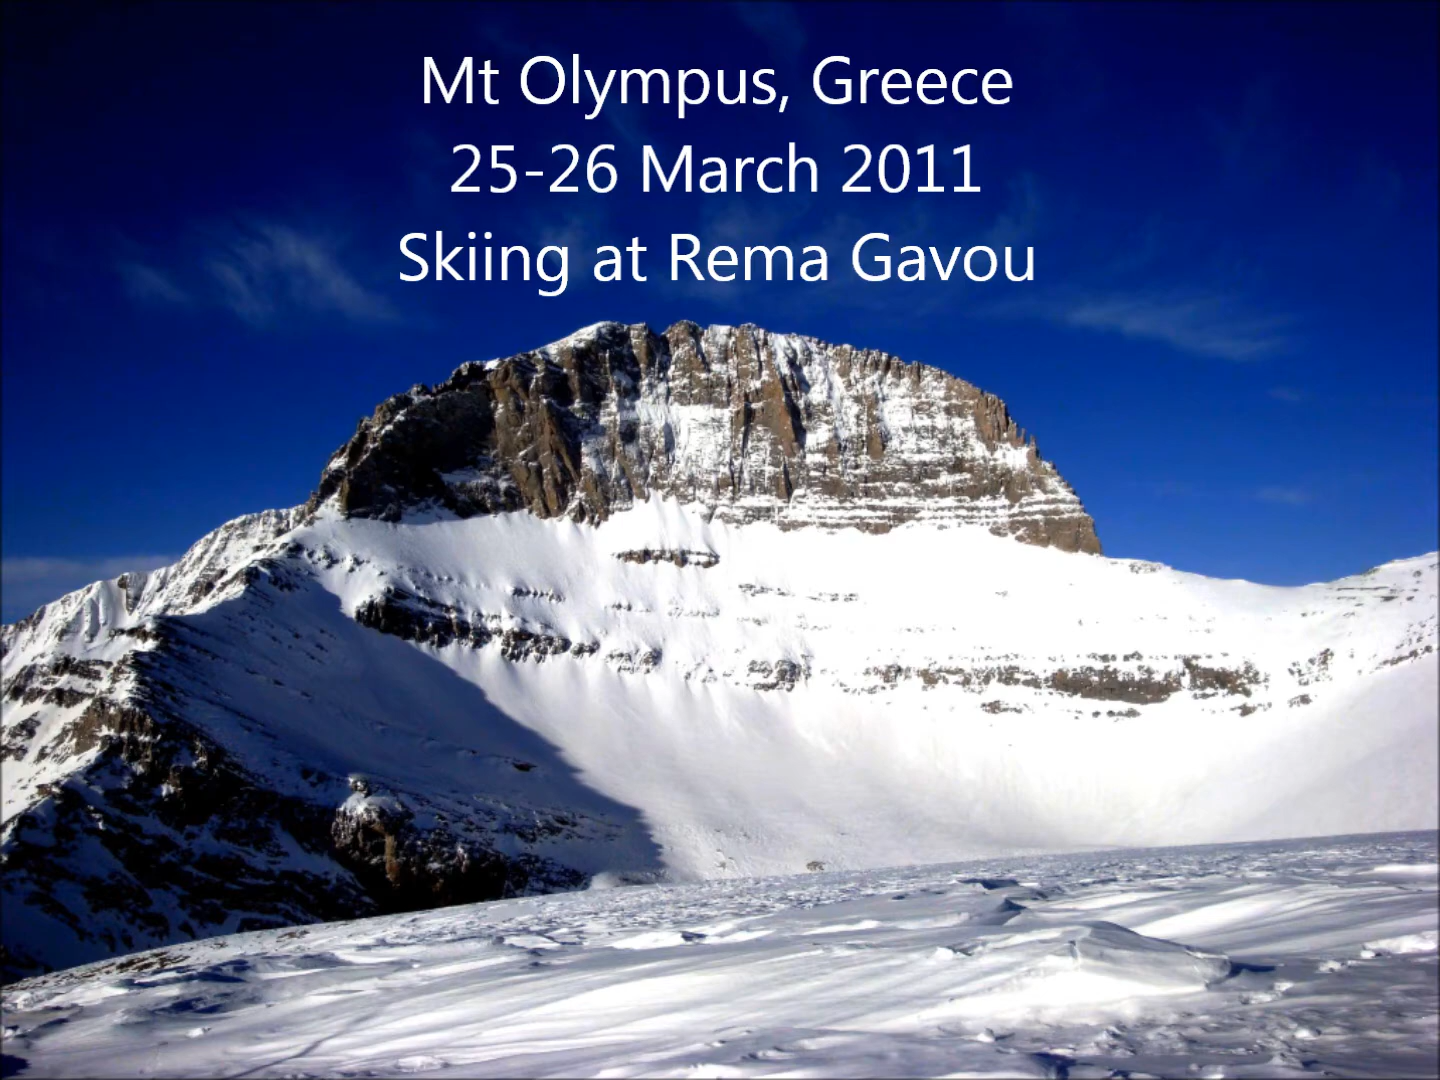 Mt Olympus, Greece
25-26 March 2011
Skiing at Rema Gavou